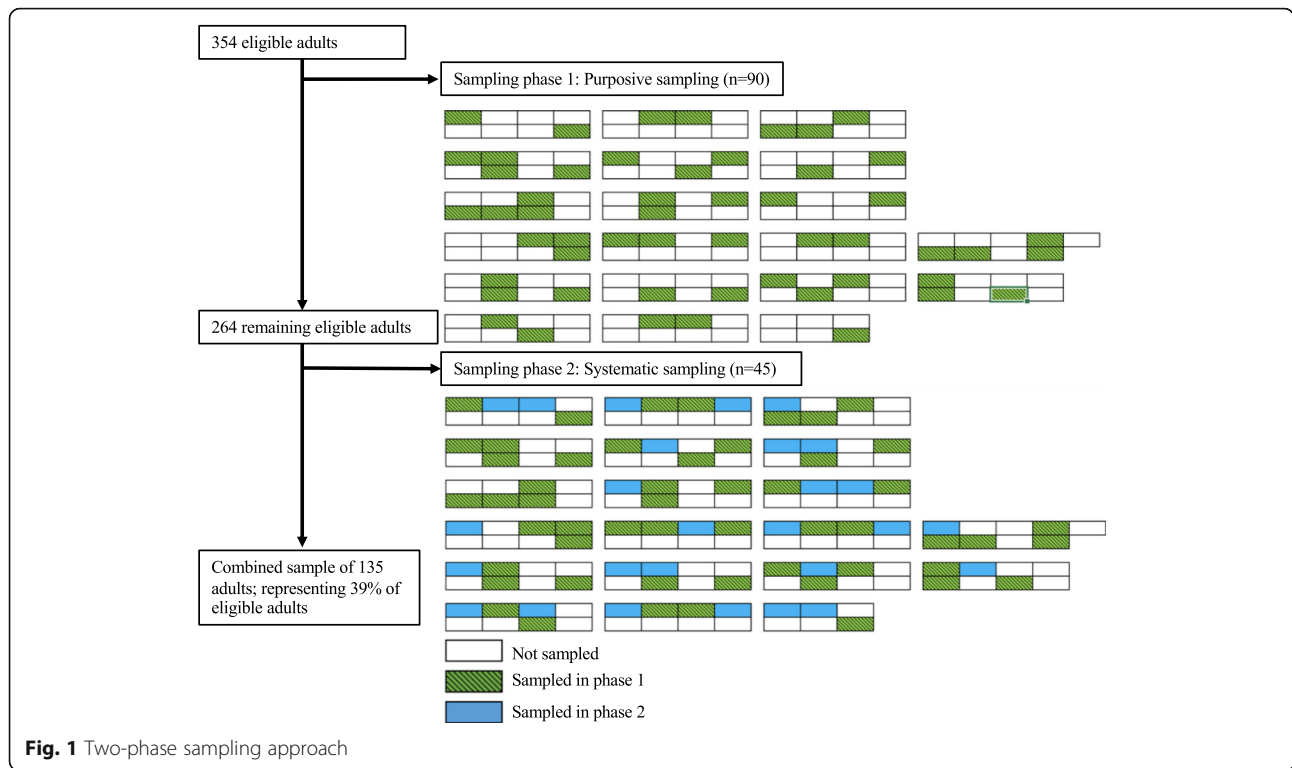 354 eligible adults
Sampling phase 1: Purposive sampling (n=90)
264 remaining eligible adults
Sampling phase 2: Systematic sampling (n=45)
Combined sample of 135
adults; representing 39% of
eligible adults
Not sampled
Sampled in phase 1
Sampled in phase 2
Fig. 1 Two-phase sampling approach